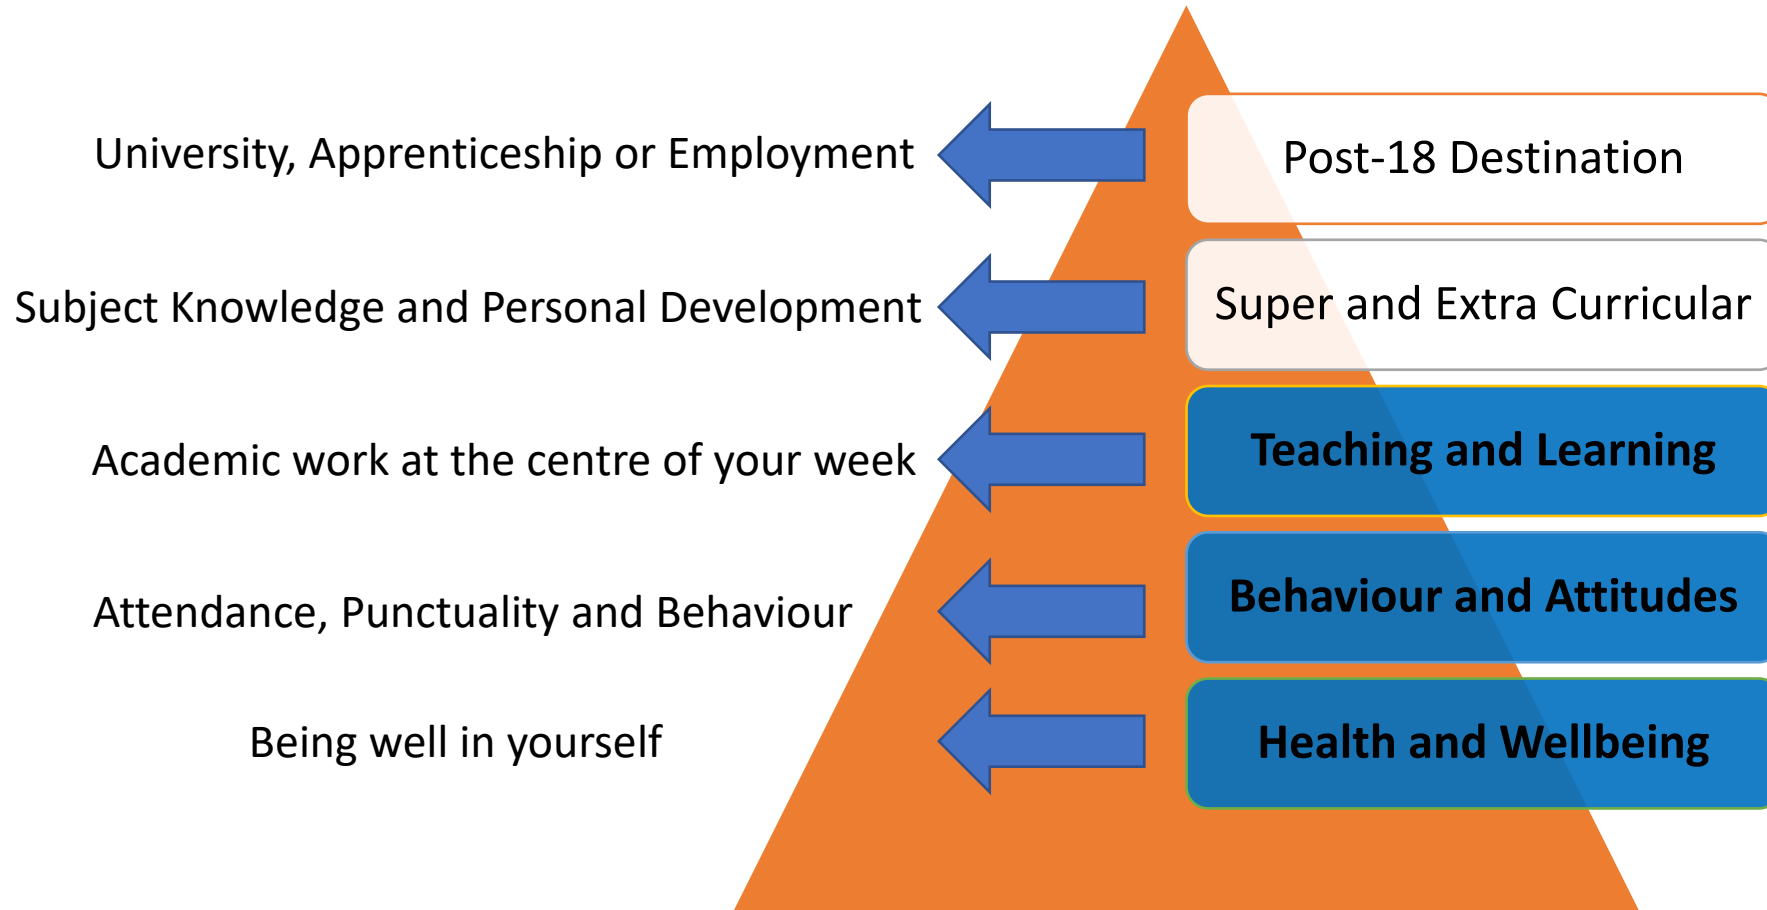 University, Apprenticeship or Employment
Post-18 Destination
Subject Knowledge and Personal Development
Super and Extra Curricular
Academic work at the centre of your week
Teaching and Learning
Attendance, Punctuality and Behaviour
Behaviour and Attitudes
Being well in yourself
Health and Wellbeing